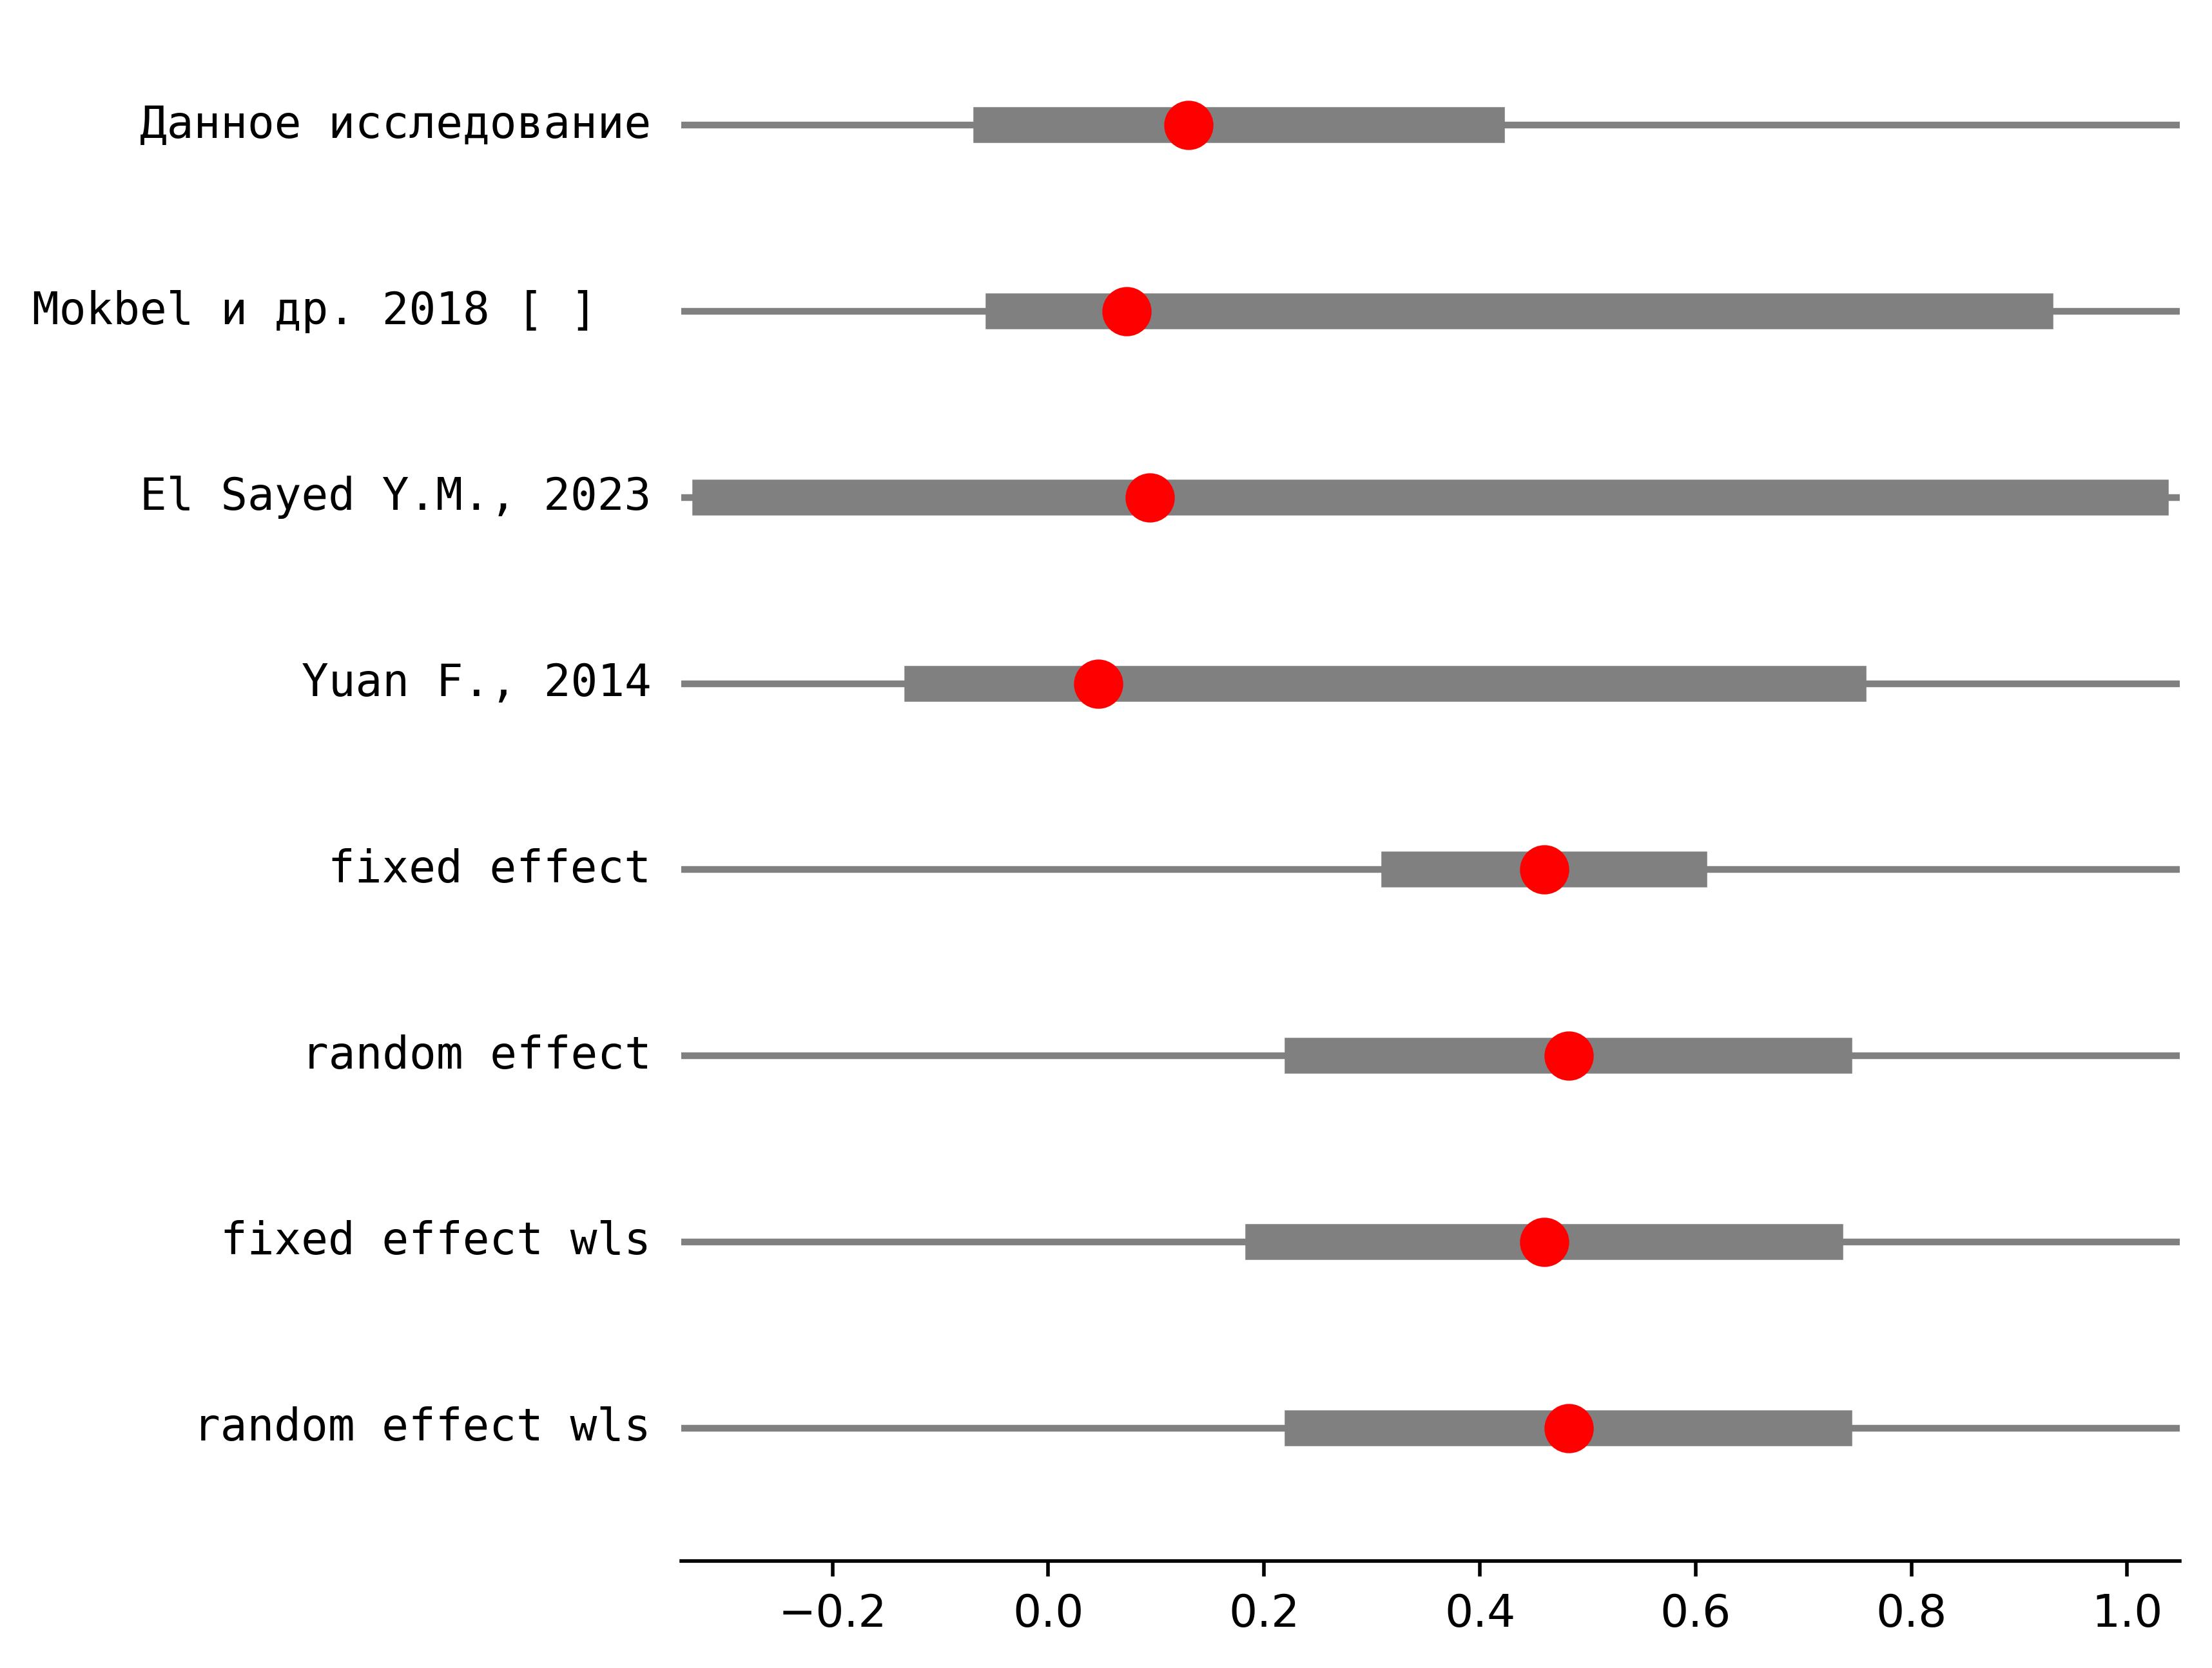 Данное исследование
Mokbel и др. 2018 [ ]
El Sayed Y.M., 2023
Yuan F., 2014
fixed effect
random effect
fixed effect wls
random effect wls
−0.2 0.0 0.2 0.4 0.6 0.8 1.0